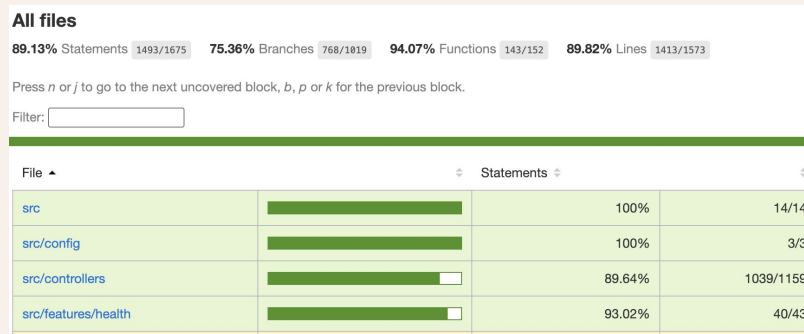 All files
89.13% Statements 1493/1675 75.36% Branches 768/1019 94.07% Functions 143/152 89.82% Lines 1413/1573
Press n or j to go to the next uncovered block, b, p or k for the previous block.
Filter:
File Statements
src 100% 14/14
src/config 100% 3/3
src/controllers 89.64% 1039/1159
src/features/health 93.02% 40/43